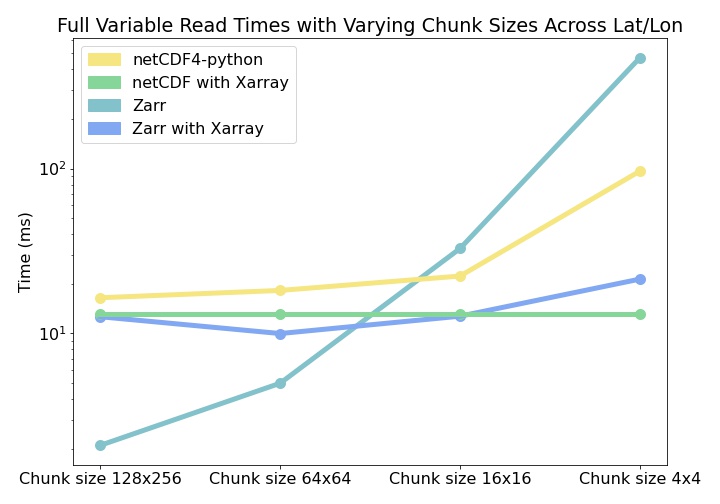 Full Variable Read Times with Varying Chunk Sizes Across Lat/Lon
netCDF4-python
netCDF with Xarray
Zarr
Zarr with Xarray
10²
10¹
Time (ms)
Chunk size 128x256
Chunk size 64x64
Chunk size 16x16
Chunk size 4x4